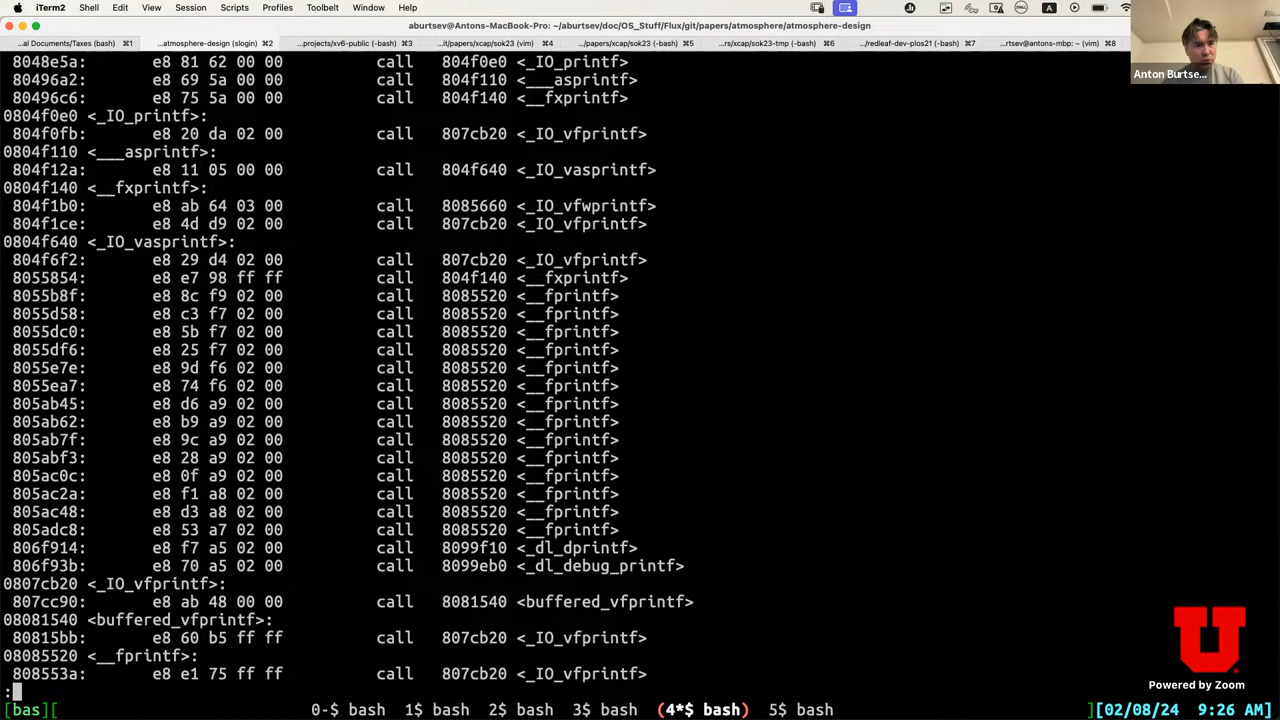 iTerm2 Shell Edit View Session Scripts Profiles Toolbelt Window Help
aburtsev@Antons-MacBook-Pro: ~/aburtsev/doc/OS_Stuff/Flux/git/papers/atmosphere/atmosphere-design
...al Documents/Taxes (bash) ⌘1 ...atmosphere-design (slogin) ⌘2 ...projects/xv6-public (-bash) ⌘3 ...it/papers/xcap/sok23 (-bash) ⌘4 .../papers/xcap/sok23 (-bash) ⌘5 ...rs/xcap/sok23-tmp (-bash) ⌘6 .../redleaf-dev-plos21 (-bash) ⌘7 ...rtsev@antons-mbp: ~ (-bash) ⌘8
Anton Burtse...
8048e5a: e8 81 62 00 00 call 804f0e0 <_IO_printf>
80496a2: e8 69 5a 00 00 call 804f110 <___asprintf>
80496c6: e8 75 5a 00 00 call 804f140 <__fxprintf>
0804f0e0 <_IO_printf>:
804f0fb: e8 20 da 02 00 call 807cb20 <_IO_vfprintf>
0804f110 <___asprintf>:
804f12a: e8 11 05 00 00 call 804f640 <_IO_vasprintf>
0804f140 <__fxprintf>:
804f1b0: e8 ab 64 03 00 call 8085660 <_IO_vfwprintf>
804f1ce: e8 4d d9 02 00 call 807cb20 <_IO_vfprintf>
0804f640 <_IO_vasprintf>:
804f6f2: e8 29 d4 02 00 call 807cb20 <_IO_vfprintf>
8055854: e8 e7 98 ff ff call 804f140 <__fxprintf>
8055b8f: e8 8c f9 02 00 call 8085520 <__fprintf>
8055d58: e8 c3 f7 02 00 call 8085520 <__fprintf>
8055dc0: e8 5b f7 02 00 call 8085520 <__fprintf>
8055df6: e8 25 f7 02 00 call 8085520 <__fprintf>
8055e7e: e8 9d f6 02 00 call 8085520 <__fprintf>
8055ea7: e8 74 f6 02 00 call 8085520 <__fprintf>
805ab45: e8 d6 a9 02 00 call 8085520 <__fprintf>
805ab62: e8 b9 a9 02 00 call 8085520 <__fprintf>
805ab7f: e8 9c a9 02 00 call 8085520 <__fprintf>
805abf3: e8 28 a9 02 00 call 8085520 <__fprintf>
805ac0c: e8 0f a9 02 00 call 8085520 <__fprintf>
805ac2a: e8 f1 a8 02 00 call 8085520 <__fprintf>
805ac48: e8 d3 a8 02 00 call 8085520 <__fprintf>
805adc8: e8 53 a7 02 00 call 8085520 <__fprintf>
806f914: e8 f7 a5 02 00 call 8099f10 <_dl_dprintf>
806f93b: e8 70 a5 02 00 call 8099eb0 <_dl_debug_printf>
0807cb20 <_IO_vfprintf>:
807cc90: e8 ab 48 00 00 call 8081540 <buffered_vfprintf>
08081540 <buffered_vfprintf>:
80815bb: e8 60 b5 ff ff call 807cb20 <_IO_vfprintf>
08085520 <__fprintf>:
808553a: e8 e1 75 ff ff call 807cb20 <_IO_vfprintf>
:
[bas][ 0-$ bash 1$ bash 2$ bash 3$ bash (4*$ bash) 5$ bash ][02/08/24 9:26 AM]
U
Powered by Zoom